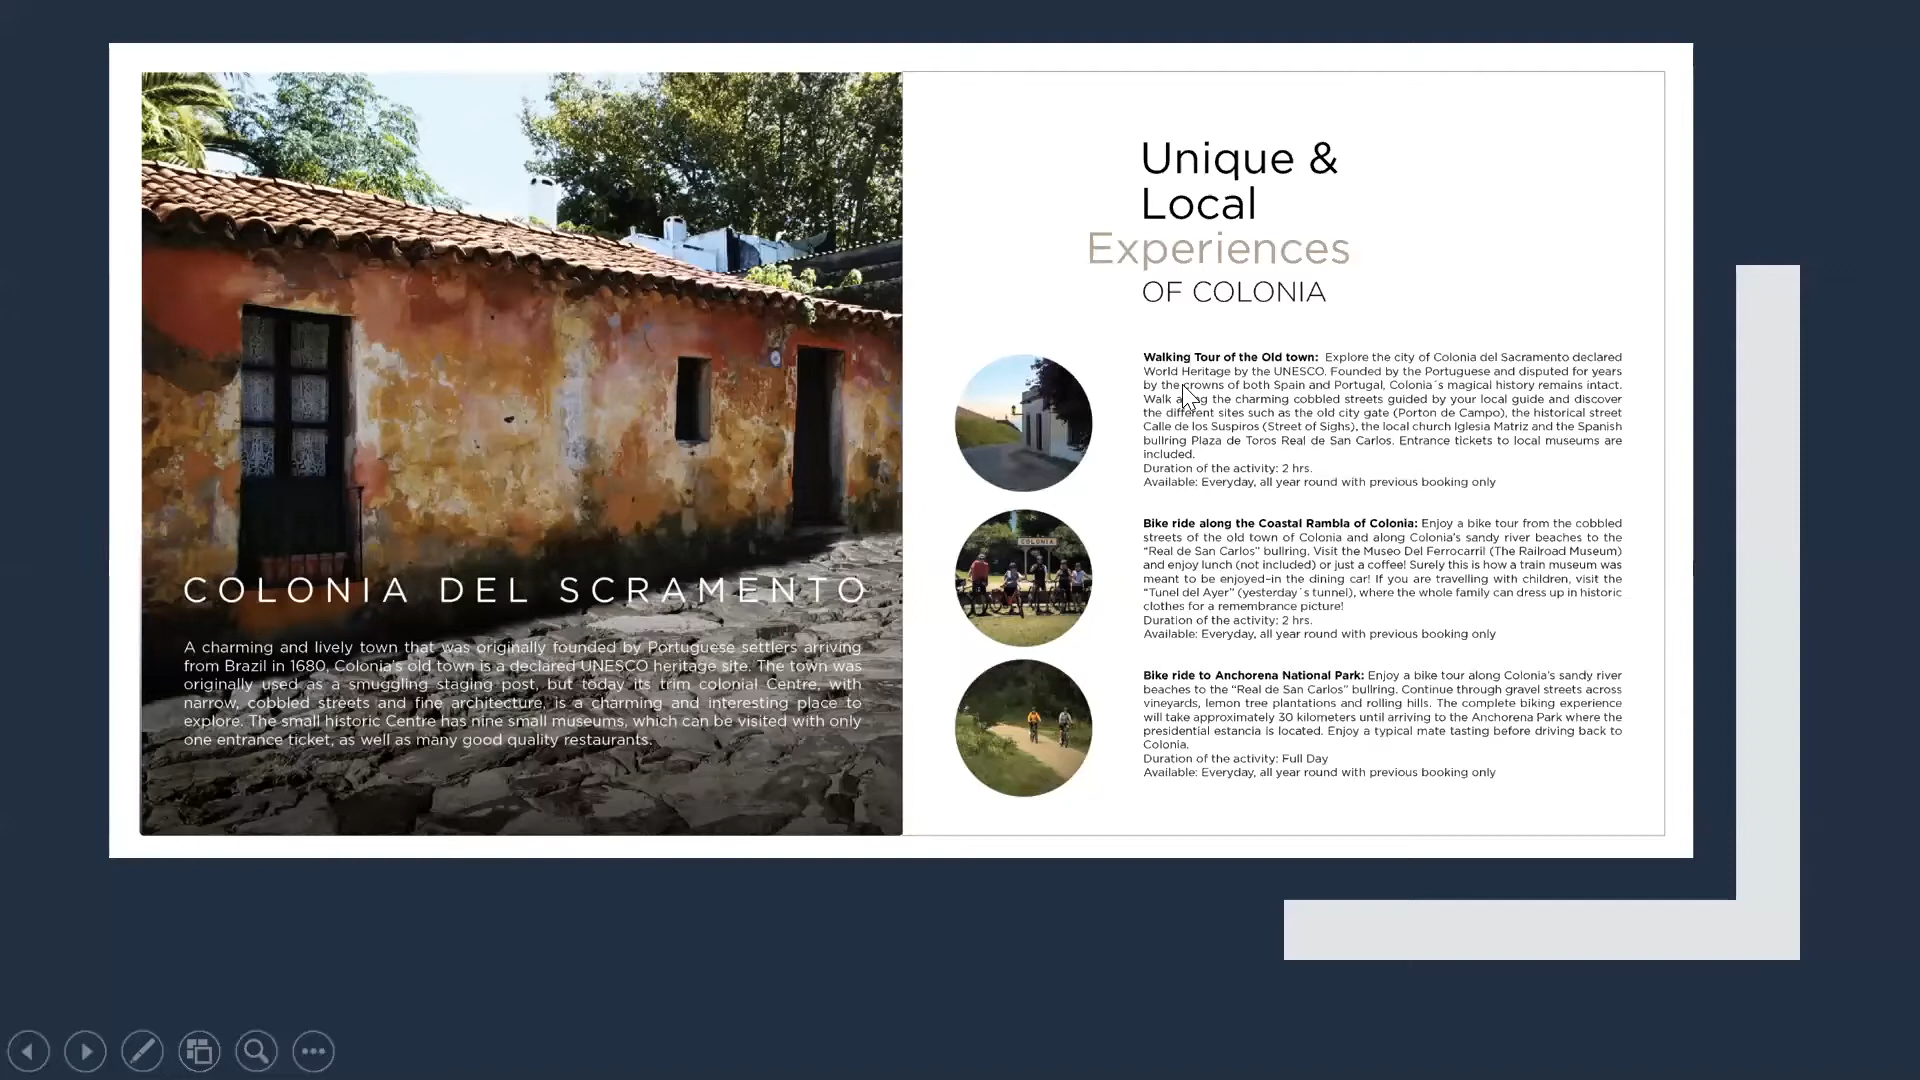 COLONIA DEL SCRAMENTO
A charming and lively town that was originally founded by Portuguese settlers arriving
from Brazil in 1680, Colonia's old town is a declared UNESCO heritage site. The town was
originally used as a smuggling staging post, but today its trim colonial Centre, with
narrow, cobbled streets and fine architecture, is a charming and interesting place to
explore. The small historic Centre has nine small museums, which can be visited with only
one entrance ticket, as well as many good quality restaurants.
Unique &
Local
Experiences
OF COLONIA
Walking Tour of the Old town: Explore the city of Colonia del Sacramento declared
World Heritage by the UNESCO. Founded by the Portuguese and disputed for years
by the crowns of both Spain and Portugal, Colonia´s magical history remains intact.
Walk along the charming cobbled streets guided by your local guide and discover
the different sites such as the old city gate (Porton de Campo), the historical street
Calle de los Suspiros (Street of Sighs), the local church Iglesia Matriz and the Spanish
bullring Plaza de Toros Real de San Carlos. Entrance tickets to local museums are
included.
Duration of the activity: 2 hrs.
Available: Everyday, all year round with previous booking only
COLONIA
Bike ride along the Coastal Rambla of Colonia: Enjoy a bike tour from the cobbled
streets of the old town of Colonia and along Colonia's sandy river beaches to the
“Real de San Carlos” bullring. Visit the Museo Del Ferrocarril (The Railroad Museum)
and enjoy lunch (not included) or just a coffee! Surely this is how a train museum was
meant to be enjoyed–in the dining car! If you are travelling with children, visit the
“Tunel del Ayer” (yesterday´s tunnel), where the whole family can dress up in historic
clothes for a remembrance picture!
Duration of the activity: 2 hrs.
Available: Everyday, all year round with previous booking only
Bike ride to Anchorena National Park: Enjoy a bike tour along Colonia's sandy river
beaches to the “Real de San Carlos” bullring. Continue through gravel streets across
vineyards, lemon tree plantations and rolling hills. The complete biking experience
will take approximately 30 kilometers until arriving to the Anchorena Park where the
presidential estancia is located. Enjoy a typical mate tasting before driving back to
Colonia.
Duration of the activity: Full Day
Available: Everyday, all year round with previous booking only